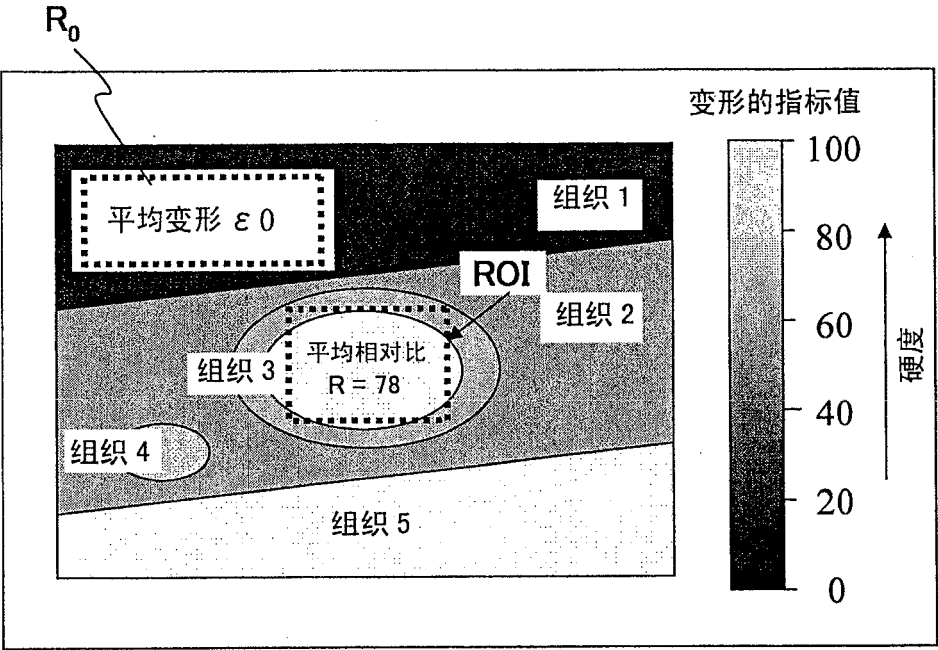 R0
变形的指标值
平均变形 ε0
组织 1
ROI
组织 2
组织 3
平均相对比
R = 78
组织 4
组织 5
100
80
60
40
20
0
硬度